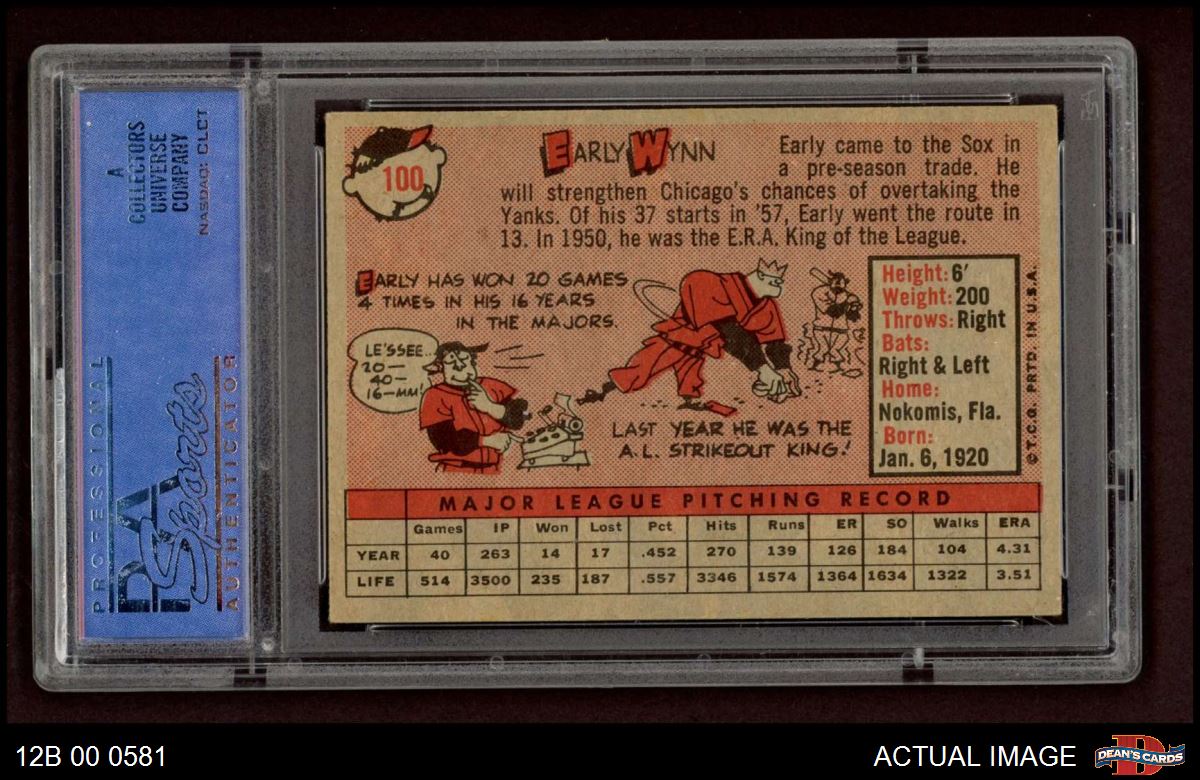 A
COLLECTORS
UNIVERSE
COMPANY
NASDAQ: CLCT
PROFESSIONAL
PSA
Sports
AUTHENTICATOR
100
EARLY WYNN
Early came to the Sox in
a pre-season trade. He
will strengthen Chicago's chances of overtaking the
Yanks. Of his 37 starts in '57, Early went the route in
13. In 1950, he was the E.R.A. King of the League.
EARLY HAS WON 20 GAMES
4 TIMES IN HIS 16 YEARS
IN THE MAJORS.
LE'SSEE...
20—
40—
16—MM!
LAST YEAR HE WAS THE
A.L. STRIKEOUT KING!
Height: 6'
Weight: 200
Throws: Right
Bats:
Right & Left
Home:
Nokomis, Fla.
Born:
Jan. 6, 1920
©T.C.G. PRTD. IN U.S.A.
MAJOR LEAGUE PITCHING RECORD
Games IP Won Lost Pct Hits Runs ER SO Walks ERA
YEAR 40 263 14 17 .452 270 139 126 184 104 4.31
LIFE 514 3500 235 187 .557 3346 1574 1364 1634 1322 3.51
12B 00 0581
ACTUAL IMAGE
DEAN'S CARDS